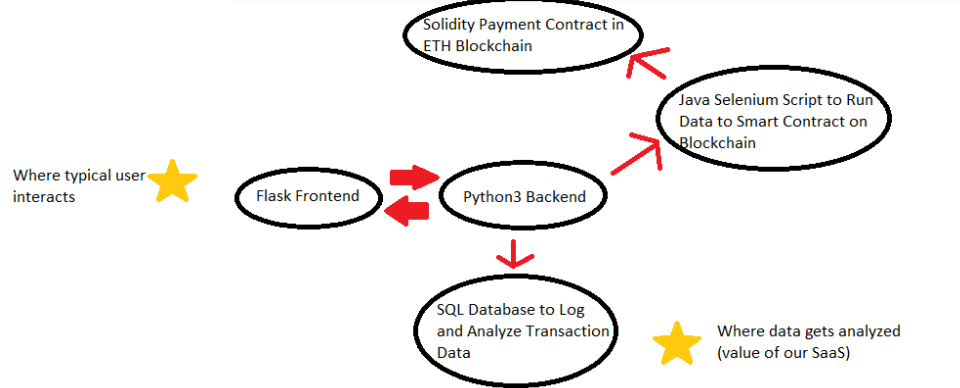 Solidity Payment Contract in
ETH Blockchain
Java Selenium Script to Run
Data to Smart Contract on
Blockchain
Where typical user
interacts
Flask Frontend
Python3 Backend
SQL Database to Log
and Analyze Transaction
Data
Where data gets analyzed
(value of our SaaS)